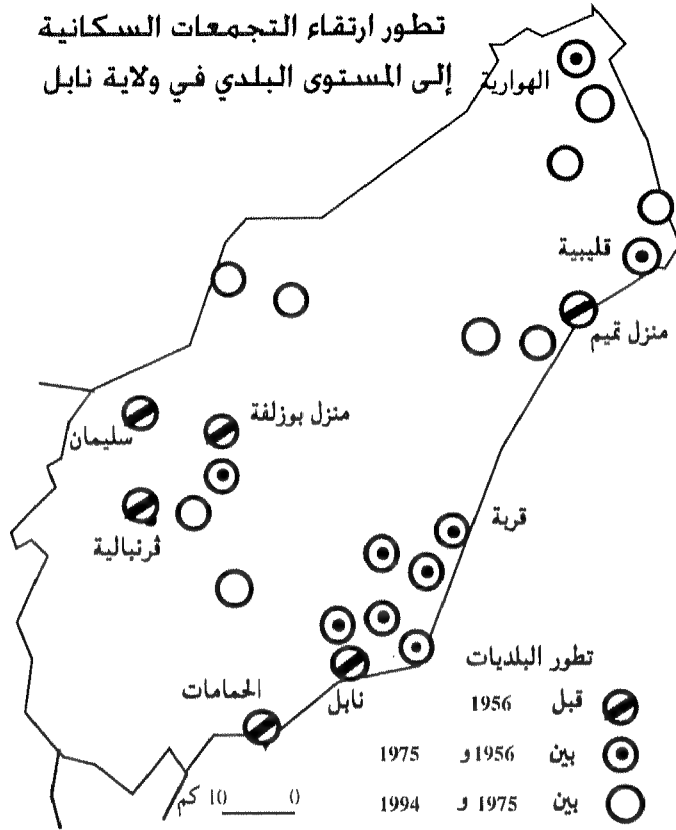 تطور ارتقاء التجمعات السكانية
إلى المستوى البلدي في ولاية نابل
الهوارية
قليبية
منزل تميم
منزل بوزلفة
سليمان
قربة
ڨرنبالية
الحمامات
نابل
تطور البلديات
قبل 1956
بين 1956 و 1975
بين 1975 و 1994
0 10 كم